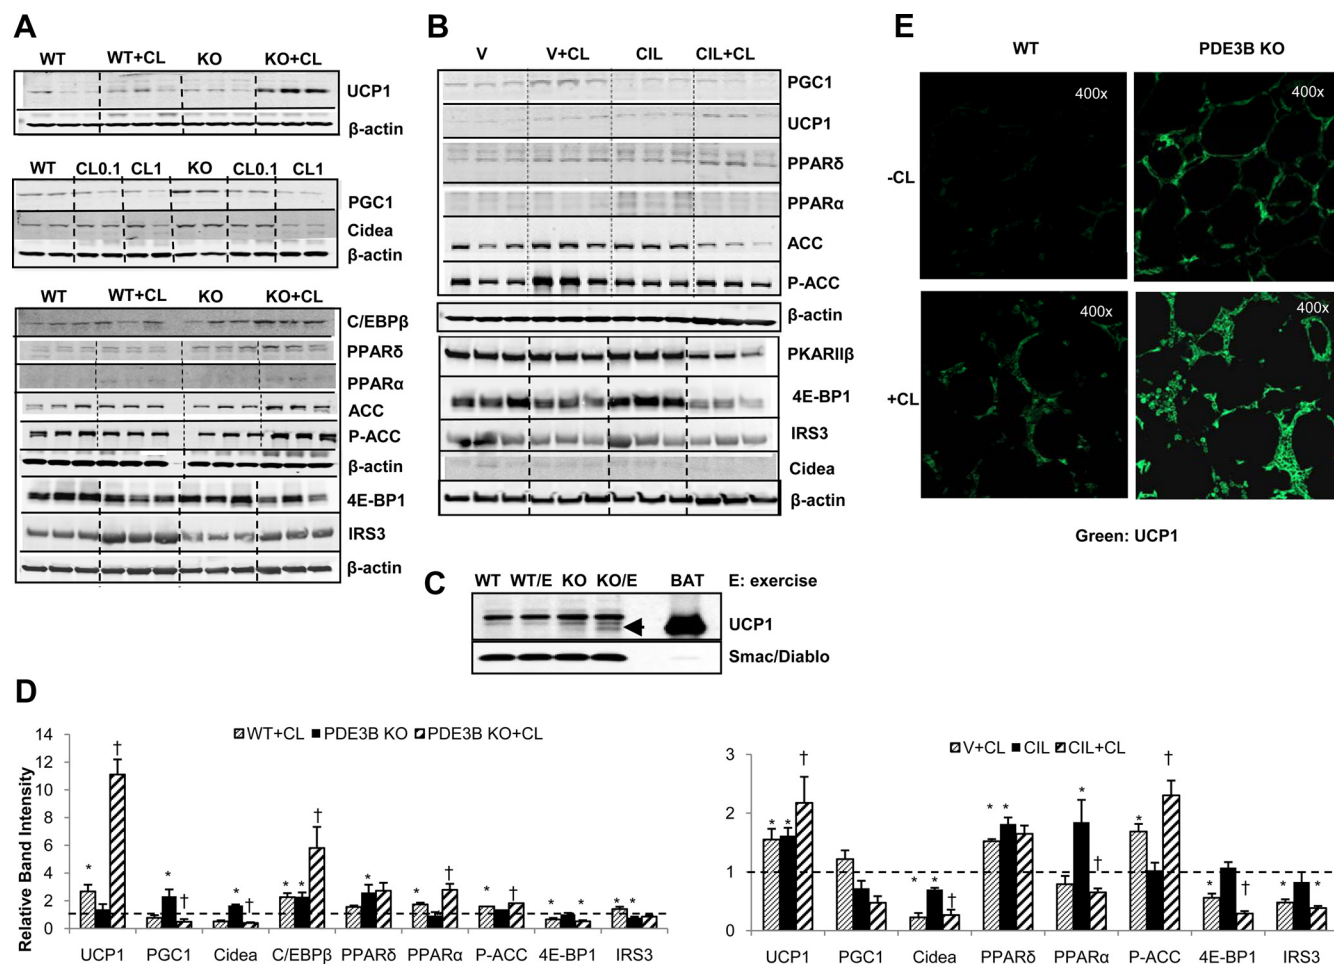 A
WT WT+CL KO KO+CL
UCP1
β-actin
WT CL0.1 CL1 KO CL0.1 CL1
PGC1
Cidea
β-actin
WT WT+CL KO KO+CL
C/EBPβ
PPARδ
PPARα
ACC
P-ACC
β-actin
4E-BP1
IRS3
β-actin
B
V V+CL CIL CIL+CL
PGC1
UCP1
PPARδ
PPARα
ACC
P-ACC
β-actin
PKARIIβ
4E-BP1
IRS3
Cidea
β-actin
E
WT PDE3B KO
-CL 400x 400x
+CL 400x 400x
Green: UCP1
C
WT WT/E KO KO/E BAT E: exercise
UCP1
Smac/Diablo
D
WT+CL PDE3B KO PDE3B KO+CL
Relative Band Intensity
14
12
10
8
6
4
2
0
* † * † * † * * † * * † * † * * * *
UCP1 PGC1 Cidea C/EBPβ PPARδ PPARα P-ACC 4E-BP1 IRS3
V+CL CIL CIL+CL
3
2
1
0
* * † * * † * * * † * † * † * *
UCP1 PGC1 Cidea PPARδ PPARα P-ACC 4E-BP1 IRS3